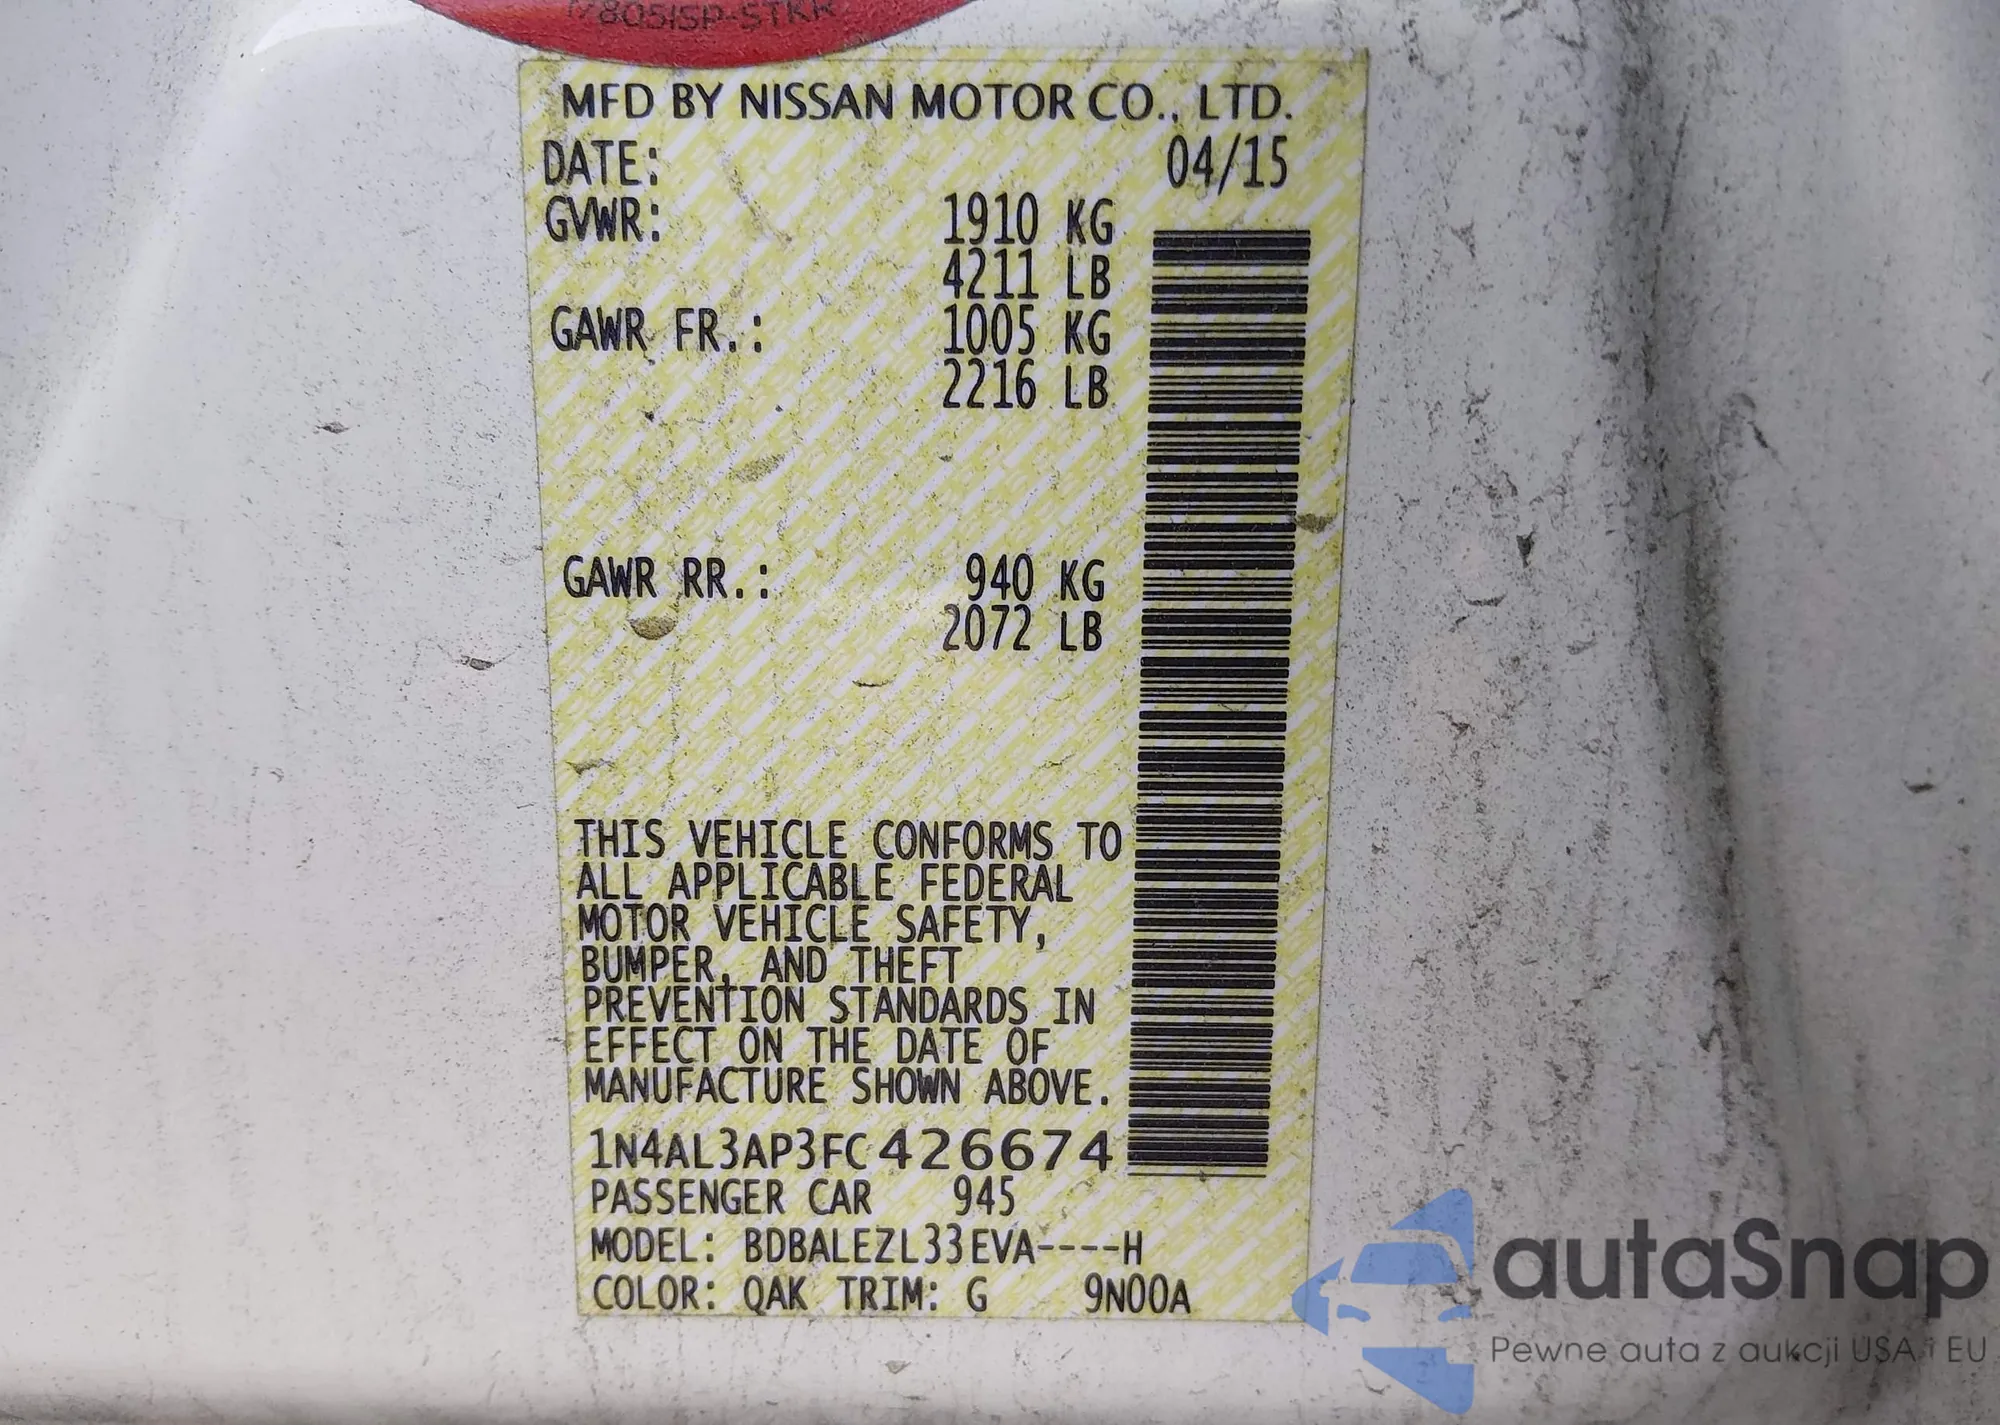 MFD BY NISSAN MOTOR CO., LTD.
DATE: 04/15
GVWR: 1910 KG
4211 LB
GAWR FR.: 1005 KG
2216 LB
GAWR RR.: 940 KG
2072 LB
THIS VEHICLE CONFORMS TO
ALL APPLICABLE FEDERAL
MOTOR VEHICLE SAFETY,
BUMPER, AND THEFT
PREVENTION STANDARDS IN
EFFECT ON THE DATE OF
MANUFACTURE SHOWN ABOVE.
1N4AL3AP3FC426674
PASSENGER CAR 945
MODEL: BDBALEZL33EVA----H
COLOR: QAK TRIM: G 9N00A
autaSnap
Pewne auta z aukcji USA i EU